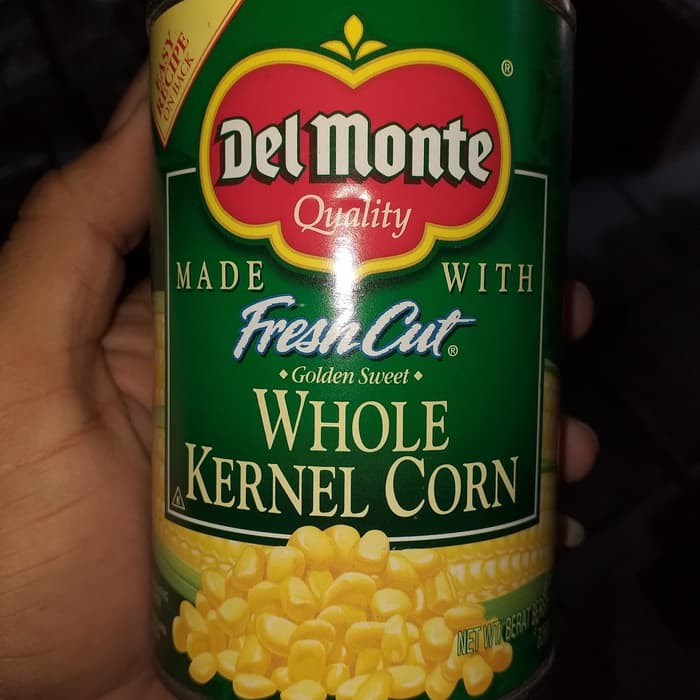 EASY
RECIPE
ON BACK
®
Del Monte
Quality
MADE WITH
Fresh Cut®
Golden Sweet
WHOLE
KERNEL CORN
K
NET WT/ BERAT